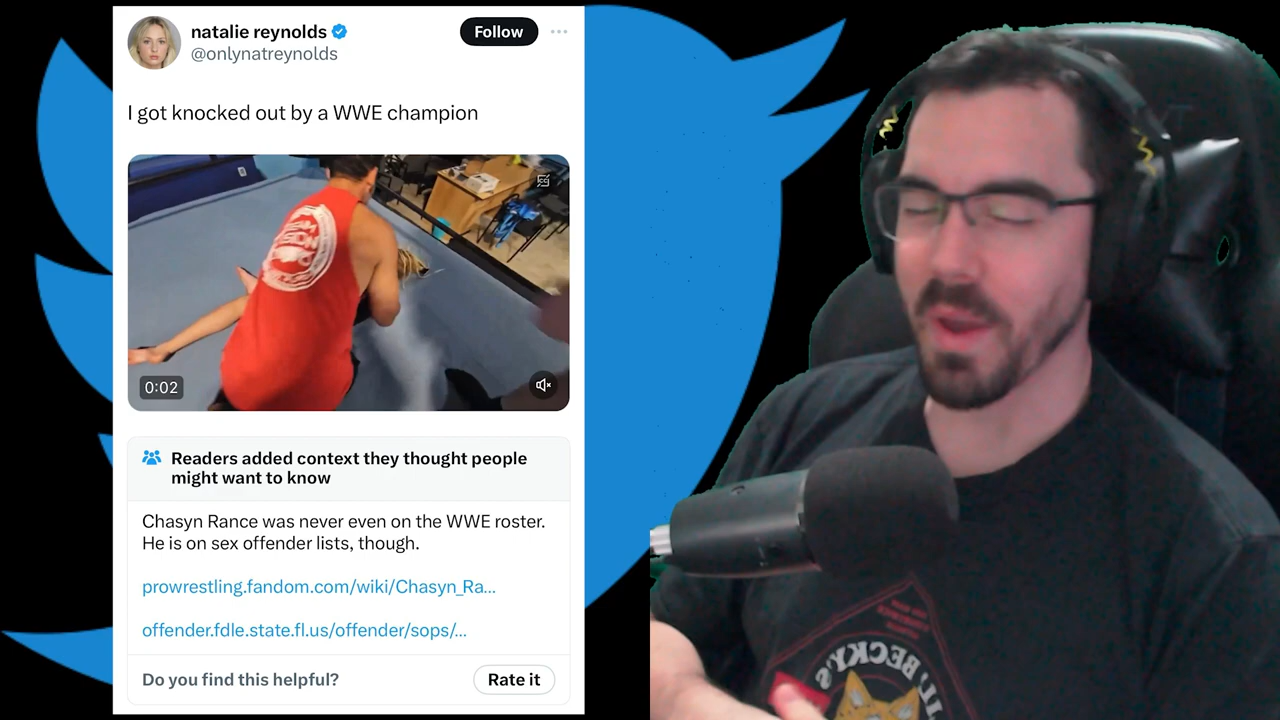 natalie reynolds
Follow
@onlynatreynolds
I got knocked out by a WWE champion
0:02
Readers added context they thought people
might want to know
Chasyn Rance was never even on the WWE roster.
He is on sex offender lists, though.
prowrestling.fandom.com/wiki/Chasyn_Ra...
offender.fdle.state.fl.us/offender/sops/...
Do you find this helpful?
Rate it
LIL' BECKY'S